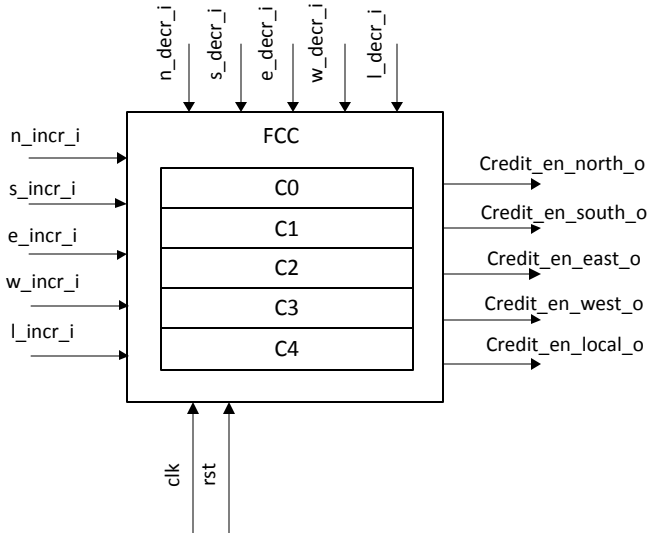 n_decr_i
s_decr_i
e_decr_i
w_decr_i
l_decr_i
FCC
n_incr_i
s_incr_i
e_incr_i
w_incr_i
l_incr_i
C0
C1
C2
C3
C4
Credit_en_north_o
Credit_en_south_o
Credit_en_east_o
Credit_en_west_o
Credit_en_local_o
clk
rst